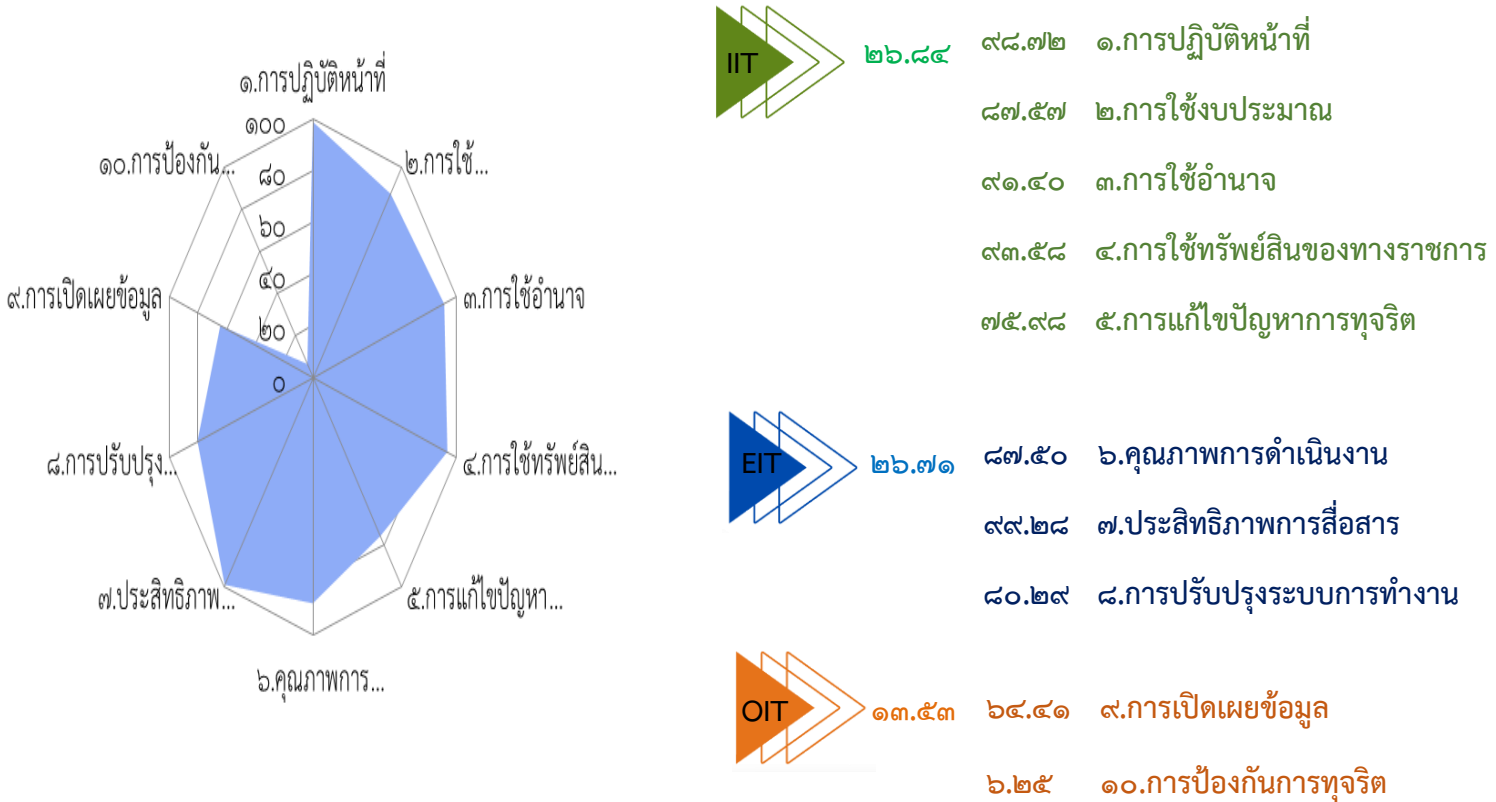 ๑.การปฏิบัติหน้าที่
๑๐๐
๑๐.การป้องกัน...
๒.การใช้...
๘๐
๖๐
๔๐
๙.การเปิดเผยข้อมูล
๓.การใช้อำนาจ
๒๐
๐
๘.การปรับปรุง...
๔.การใช้ทรัพย์สิน...
๗.ประสิทธิภาพ...
๕.การแก้ไขปัญหา...
๖.คุณภาพการ...
IIT ๒๖.๘๔
๙๘.๗๒ ๑.การปฏิบัติหน้าที่
๘๗.๕๗ ๒.การใช้งบประมาณ
๙๑.๔๐ ๓.การใช้อำนาจ
๙๓.๕๘ ๔.การใช้ทรัพย์สินของทางราชการ
๗๕.๙๘ ๕.การแก้ไขปัญหาการทุจริต
EIT ๒๖.๗๑
๘๗.๕๐ ๖.คุณภาพการดำเนินงาน
๙๙.๒๘ ๗.ประสิทธิภาพการสื่อสาร
๘๐.๒๙ ๘.การปรับปรุงระบบการทำงาน
OIT ๑๓.๕๓
๖๔.๔๑ ๙.การเปิดเผยข้อมูล
๖.๒๕ ๑๐.การป้องกันการทุจริต